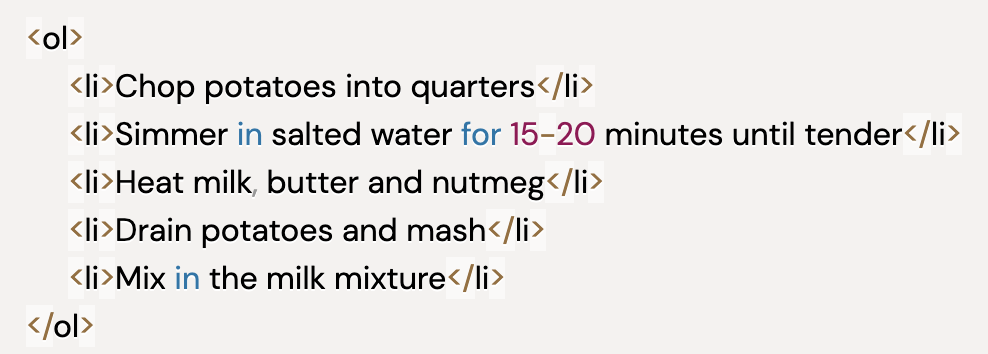 <ol>
<li>Chop potatoes into quarters</li>
<li>Simmer in salted water for 15-20 minutes until tender</li>
<li>Heat milk, butter and nutmeg</li>
<li>Drain potatoes and mash</li>
<li>Mix in the milk mixture</li>
</ol>